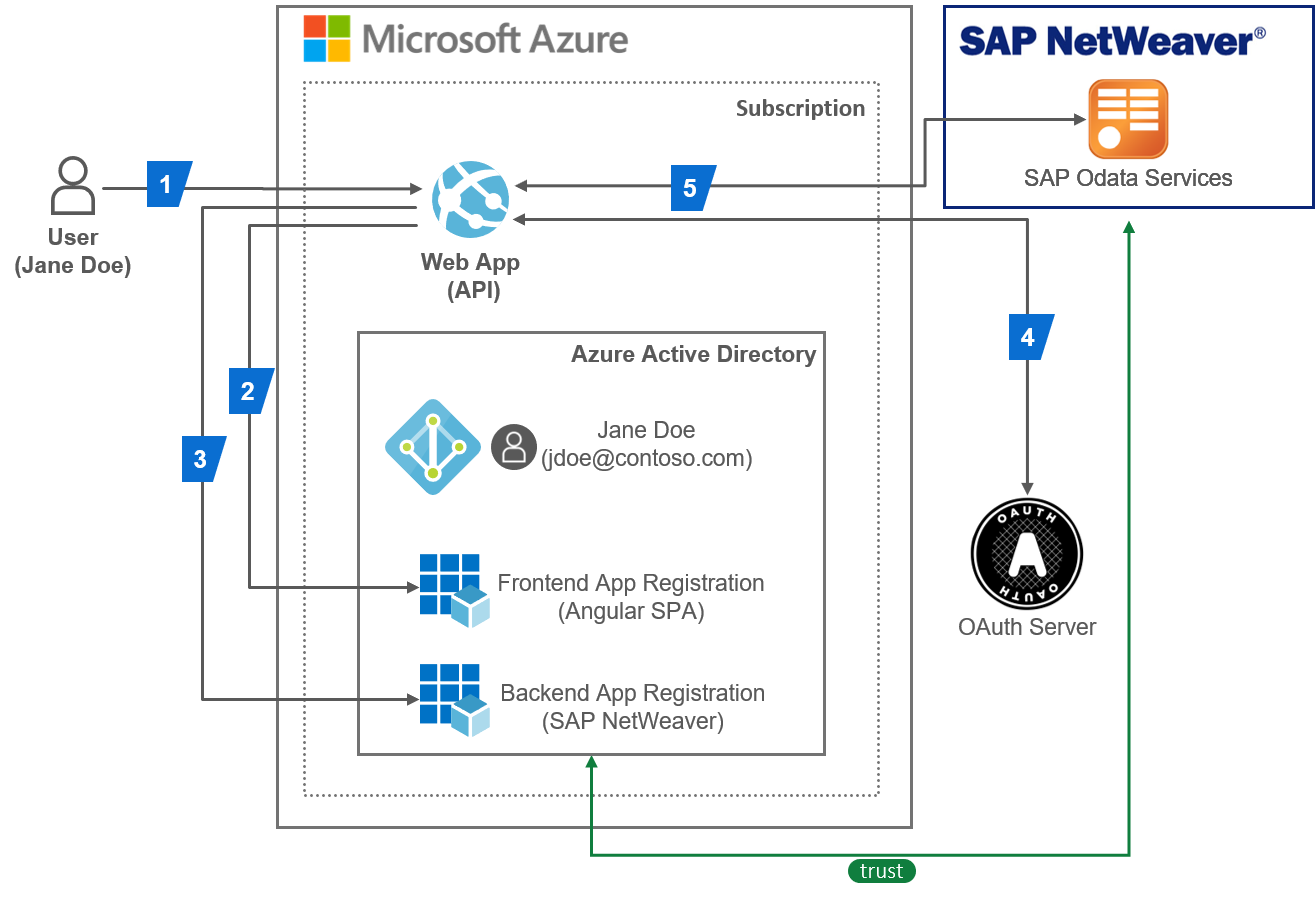 Microsoft Azure
SAP NetWeaver®
Subscription
SAP Odata Services
1
5
User
(Jane Doe)
Web App
(API)
4
Azure Active Directory
2
Jane Doe
(jdoe@contoso.com)
3
OAUTH
A
OAUTH
OAuth Server
Frontend App Registration
(Angular SPA)
Backend App Registration
(SAP NetWeaver)
trust